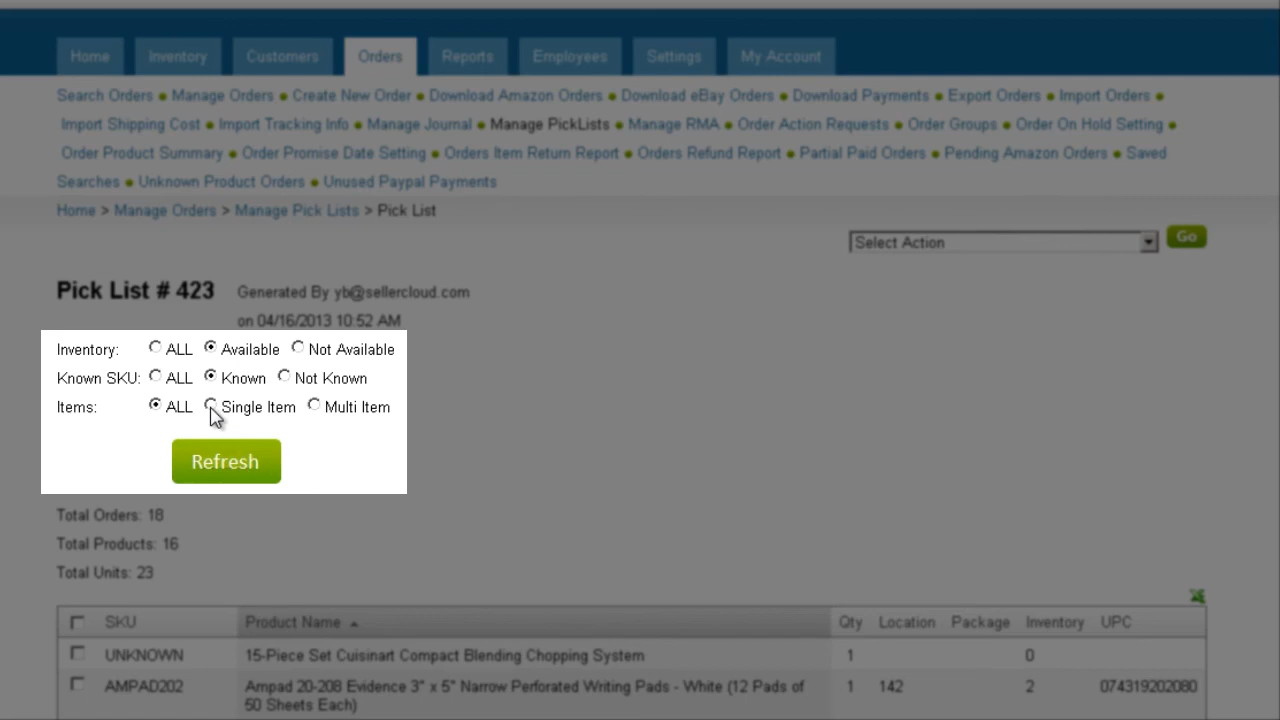 Home Inventory Customers Orders Reports Employees Settings My Account
Search Orders ● Manage Orders ● Create New Order ● Download Amazon Orders ● Download eBay Orders ● Download Payments ● Export Orders ● Import Orders ●
Import Shipping Cost ● Import Tracking Info ● Manage Journal ● Manage PickLists ● Manage RMA ● Order Action Requests ● Order Groups ● Order On Hold Setting ●
Order Product Summary ● Order Promise Date Setting ● Orders Item Return Report ● Orders Refund Report ● Partial Paid Orders ● Pending Amazon Orders ● Saved
Searches ● Unknown Product Orders ● Unused Paypal Payments
Home > Manage Orders > Manage Pick Lists > Pick List
Select Action Go
Pick List # 423 Generated By yb@sellercloud.com
on 04/16/2013 10:52 AM
Inventory: ALL Available Not Available
Known SKU: ALL Known Not Known
Items: ALL Single Item Multi Item
Refresh
Total Orders: 18
Total Products: 16
Total Units: 23
SKU Product Name Qty Location Package Inventory UPC
UNKNOWN 15-Piece Set Cuisinart Compact Blending Chopping System 1 0
AMPAD202 Ampad 20-208 Evidence 3" x 5" Narrow Perforated Writing Pads - White (12 Pads of 1 142 2 074319202080
50 Sheets Each)